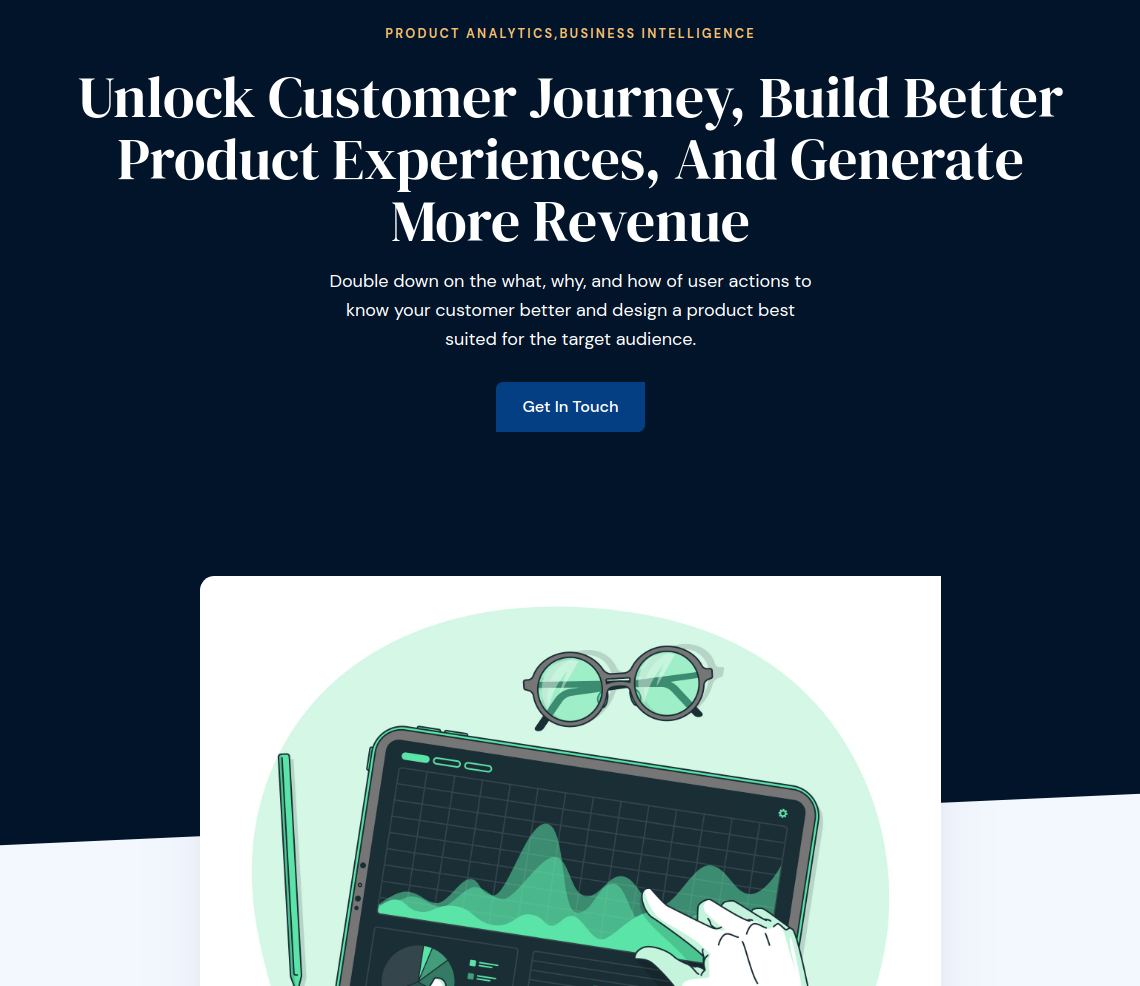 PRODUCT ANALYTICS,BUSINESS INTELLIGENCE
Unlock Customer Journey, Build Better
Product Experiences, And Generate
More Revenue
Double down on the what, why, and how of user actions to
know your customer better and design a product best
suited for the target audience.
Get In Touch